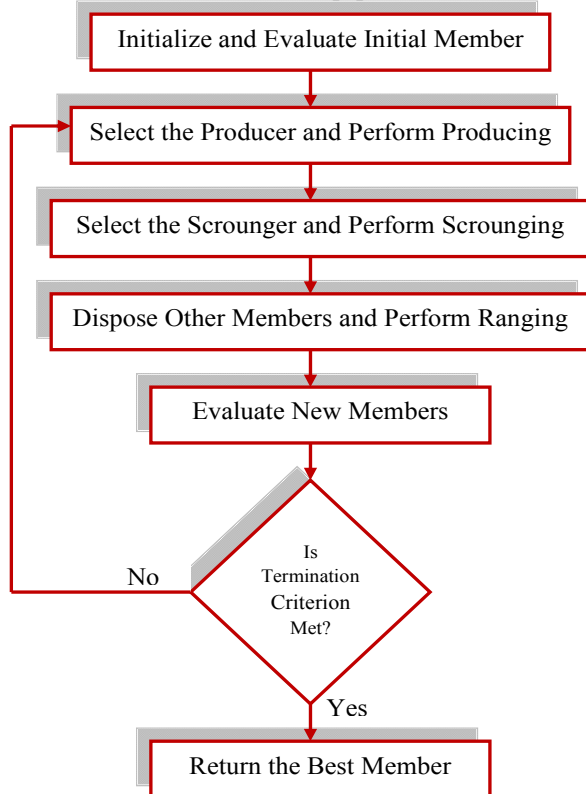 Initialize and Evaluate Initial Member
Select the Producer and Perform Producing
Select the Scrounger and Perform Scrounging
Dispose Other Members and Perform Ranging
Evaluate New Members
Is
Termination
Criterion
Met?
No
Yes
Return the Best Member